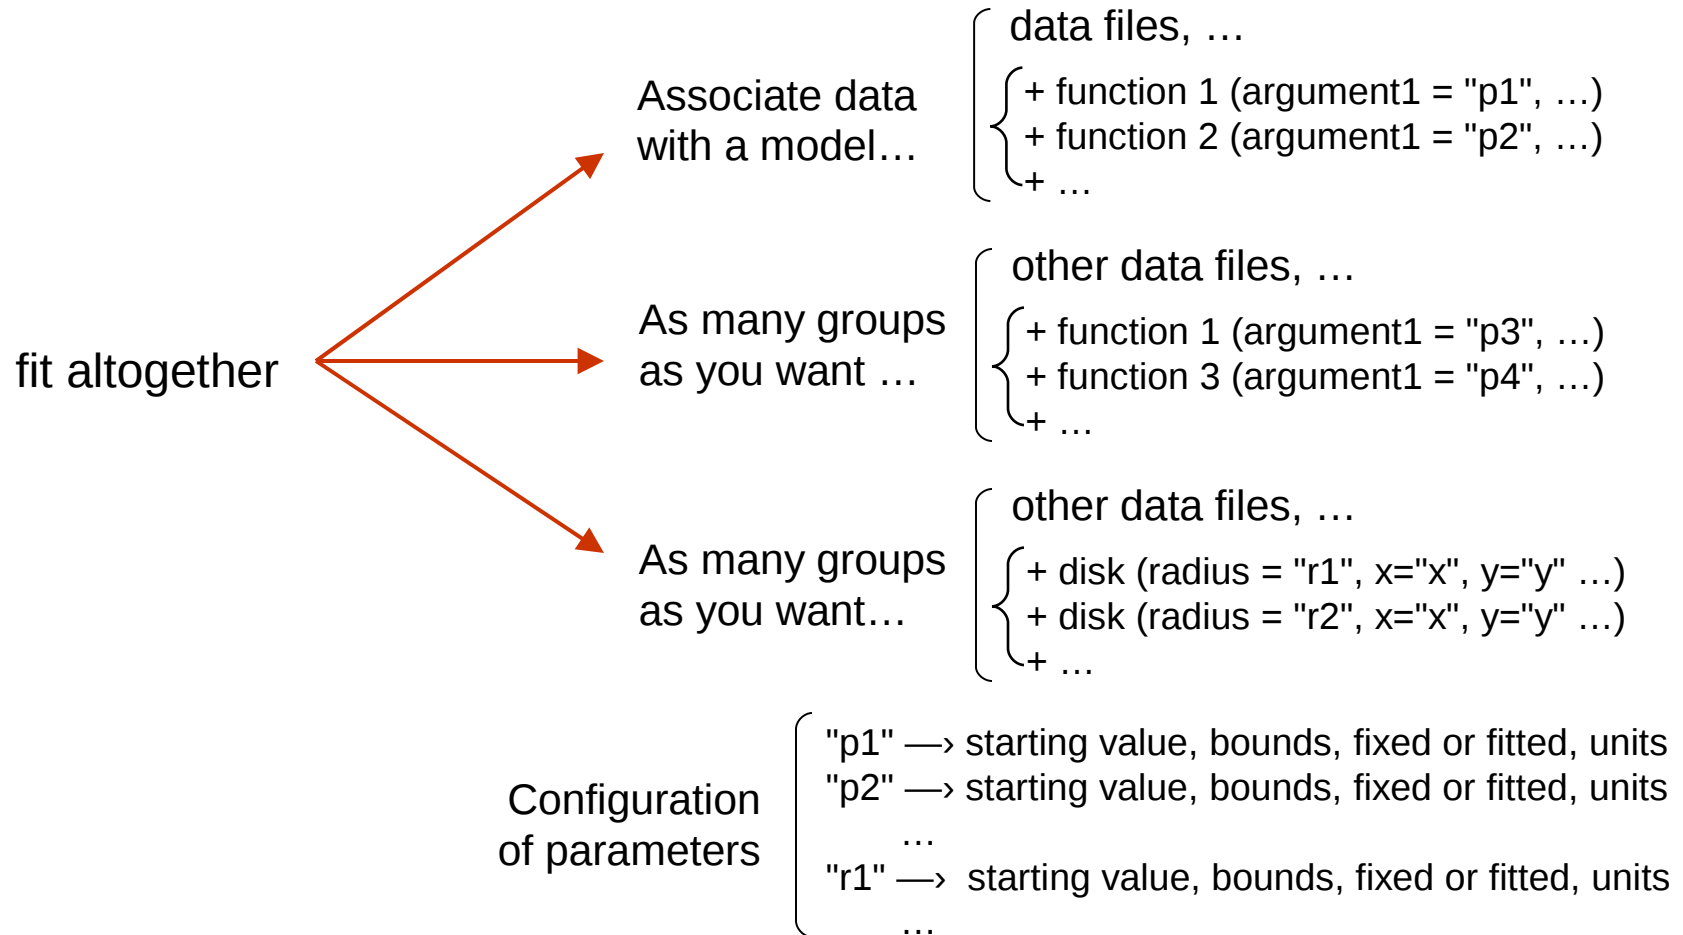 data files, …
Associate data
with a model…
+ function 1 (argument1 = "p1", …)
+ function 2 (argument1 = "p2", …)
+ …
fit altogether
As many groups
as you want …
other data files, …
+ function 1 (argument1 = "p3", …)
+ function 3 (argument1 = "p4", …)
+ …
As many groups
as you want…
other data files, …
+ disk (radius = "r1", x="x", y="y" …)
+ disk (radius = "r2", x="x", y="y" …)
+ …
Configuration
of parameters
"p1" —› starting value, bounds, fixed or fitted, units
"p2" —› starting value, bounds, fixed or fitted, units
…
"r1" —›  starting value, bounds, fixed or fitted, units
…